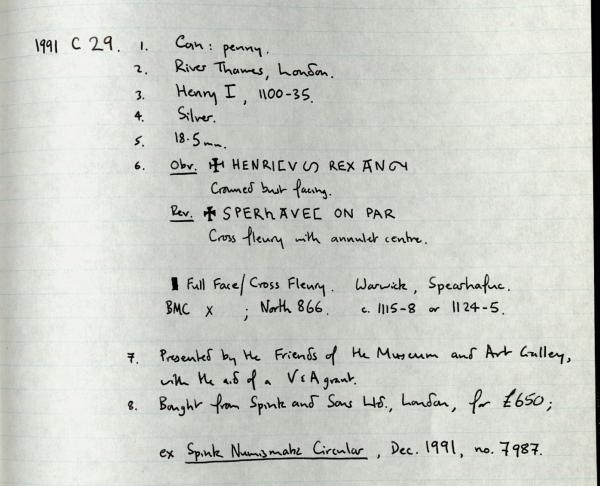 1991 C 29. 1. Coin: penny.
2. River Thames, London.
3. Henry I, 1100-35.
4. Silver.
5. 18.5mm.
6. Obv. ✠ HENRICVS REX ANG
Crowned bust facing.
Rev. ✠ SPERHAVEC ON PAR
Cross fleury with annulet centre.
Full Face/Cross Fleury. Warwick, Spearhafuc.
BMC X ; North 866. c. 1115-8 or 1124-5.
7. Presented by the Friends of the Museum and Art Gallery,
with the aid of a V&A grant.
8. Bought from Spink and Sons Ltd., London, for £650;
ex Spink Numismatic Circular, Dec. 1991, no. 7987.